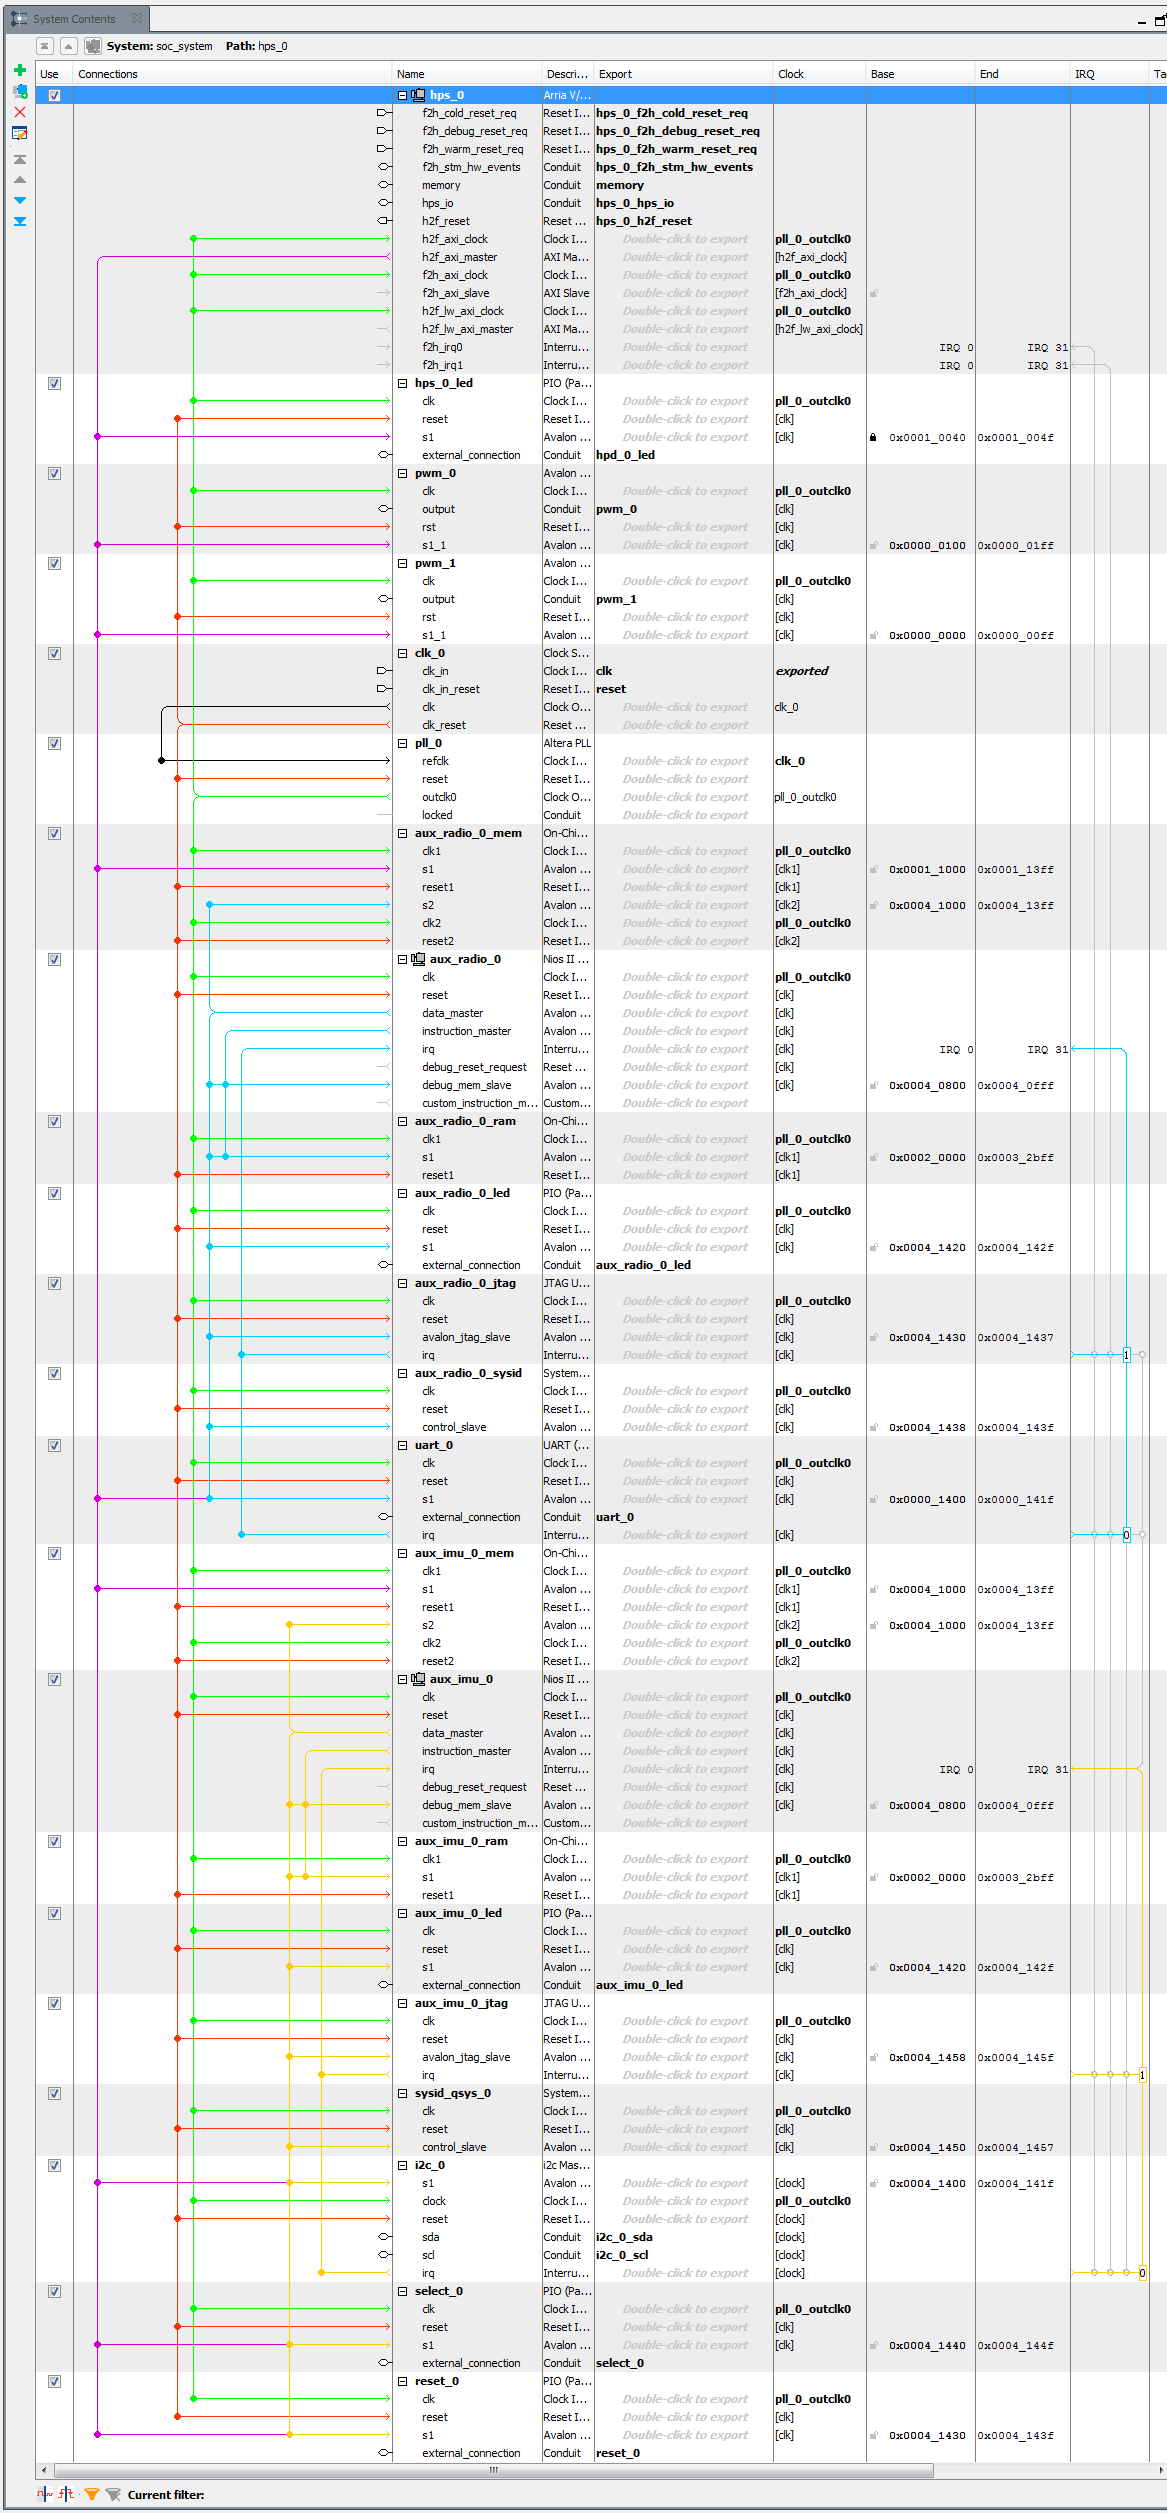 System Contents
System: soc_system Path: hps_0
Use Connections Name Descri... Export Clock Base End IRQ Ta
hps_0 Arria V/...
f2h_cold_reset_req Reset I... hps_0_f2h_cold_reset_req
f2h_debug_reset_req Reset I... hps_0_f2h_debug_reset_req
f2h_warm_reset_req Reset I... hps_0_f2h_warm_reset_req
f2h_stm_hw_events Conduit hps_0_f2h_stm_hw_events
memory Conduit memory
hps_io Conduit hps_0_hps_io
h2f_reset Reset ... hps_0_h2f_reset
h2f_axi_clock Clock I... Double-click to export pll_0_outclk0
h2f_axi_master AXI Ma... Double-click to export [h2f_axi_clock]
f2h_axi_clock Clock I... Double-click to export pll_0_outclk0
f2h_axi_slave AXI Slave Double-click to export [f2h_axi_clock]
h2f_lw_axi_clock Clock I... Double-click to export pll_0_outclk0
h2f_lw_axi_master AXI Ma... Double-click to export [h2f_lw_axi_clock]
f2h_irq0 Interru... Double-click to export IRQ 0 IRQ 31
f2h_irq1 Interru... Double-click to export IRQ 0 IRQ 31
hps_led PIO (Pa...
clk Clock I... Double-click to export pll_0_outclk0
reset Reset I... Double-click to export [clk]
s1 Avalon ... Double-click to export [clk] 0x0001_0040 0x0001_004f
external_connection Conduit hpd_0_led
pwm_0 Avalon ...
clk Clock I... Double-click to export pll_0_outclk0
output Conduit pwm_0 [clk]
rst Reset I... Double-click to export [clk]
s1_1 Avalon ... Double-click to export [clk] 0x0000_0100 0x0000_01ff
pwm_1 Avalon ...
clk Clock I... Double-click to export pll_0_outclk0
output Conduit pwm_1 [clk]
rst Reset I... Double-click to export [clk]
s1_1 Avalon ... Double-click to export [clk] 0x0000_0000 0x0000_00ff
clk_0 Clock S...
clk_in Clock I... clk exported
clk_in_reset Reset I... reset
clk Clock O... Double-click to export clk_0
clk_reset Reset ... Double-click to export
pll_0 Altera PLL
refclk Clock I... Double-click to export clk_0
reset Reset I... Double-click to export
outclk0 Clock O... Double-click to export pll_0_outclk0
locked Conduit Double-click to export
aux_radio_0_mem On-Chi...
clk1 Clock I... Double-click to export pll_0_outclk0
s1 Avalon ... Double-click to export [clk1] 0x0001_1000 0x0001_13ff
reset1 Reset I... Double-click to export [clk1]
s2 Avalon ... Double-click to export [clk2] 0x0004_1000 0x0004_13ff
clk2 Clock I... Double-click to export pll_0_outclk0
reset2 Reset I... Double-click to export [clk2]
aux_radio_0 Nios II ...
clk Clock I... Double-click to export pll_0_outclk0
reset Reset I... Double-click to export [clk]
data_master Avalon ... Double-click to export [clk]
instruction_master Avalon ... Double-click to export [clk]
irq Interru... Double-click to export [clk] IRQ 0 IRQ 31
debug_reset_request Reset ... Double-click to export [clk]
debug_mem_slave Avalon ... Double-click to export [clk] 0x0004_0800 0x0004_0fff
custom_instruction_m... Custom... Double-click to export
aux_radio_0_ram On-Chi...
clk1 Clock I... Double-click to export pll_0_outclk0
s1 Avalon ... Double-click to export [clk1] 0x0002_0000 0x0003_2bff
reset1 Reset I... Double-click to export [clk1]
aux_radio_0_led PIO (Pa...
clk Clock I... Double-click to export pll_0_outclk0
reset Reset I... Double-click to export [clk]
s1 Avalon ... Double-click to export [clk] 0x0004_1420 0x0004_142f
external_connection Conduit aux_radio_0_led
aux_radio_0_jtag JTAG U...
clk Clock I... Double-click to export pll_0_outclk0
reset Reset I... Double-click to export [clk]
avalon_jtag_slave Avalon ... Double-click to export [clk] 0x0004_1430 0x0004_1437
irq Interru... Double-click to export [clk] 1
aux_radio_0_sysid System...
clk Clock I... Double-click to export pll_0_outclk0
reset Reset I... Double-click to export [clk]
control_slave Avalon ... Double-click to export [clk] 0x0004_1438 0x0004_143f
uart_0 UART (...
clk Clock I... Double-click to export pll_0_outclk0
reset Reset I... Double-click to export [clk]
s1 Avalon ... Double-click to export [clk] 0x0000_1400 0x0000_141f
external_connection Conduit uart_0
irq Interru... Double-click to export [clk] 0
aux_imu_0_mem On-Chi...
clk1 Clock I... Double-click to export pll_0_outclk0
s1 Avalon ... Double-click to export [clk1] 0x0004_1000 0x0004_13ff
reset1 Reset I... Double-click to export [clk1]
s2 Avalon ... Double-click to export [clk2] 0x0004_1000 0x0004_13ff
clk2 Clock I... Double-click to export pll_0_outclk0
reset2 Reset I... Double-click to export [clk2]
aux_imu_0 Nios II ...
clk Clock I... Double-click to export pll_0_outclk0
reset Reset I... Double-click to export [clk]
data_master Avalon ... Double-click to export [clk]
instruction_master Avalon ... Double-click to export [clk]
irq Interru... Double-click to export [clk] IRQ 0 IRQ 31
debug_reset_request Reset ... Double-click to export [clk]
debug_mem_slave Avalon ... Double-click to export [clk] 0x0004_0800 0x0004_0fff
custom_instruction_m... Custom... Double-click to export
aux_imu_0_ram On-Chi...
clk1 Clock I... Double-click to export pll_0_outclk0
s1 Avalon ... Double-click to export [clk1] 0x0002_0000 0x0003_2bff
reset1 Reset I... Double-click to export [clk1]
aux_imu_0_led PIO (Pa...
clk Clock I... Double-click to export pll_0_outclk0
reset Reset I... Double-click to export [clk]
s1 Avalon ... Double-click to export [clk] 0x0004_1420 0x0004_142f
external_connection Conduit aux_imu_0_led
aux_imu_0_jtag JTAG U...
clk Clock I... Double-click to export pll_0_outclk0
reset Reset I... Double-click to export [clk]
avalon_jtag_slave Avalon ... Double-click to export [clk] 0x0004_1458 0x0004_145f
irq Interru... Double-click to export [clk] 1
sysid_qsys_0 System...
clk Clock I... Double-click to export pll_0_outclk0
reset Reset I... Double-click to export [clk]
control_slave Avalon ... Double-click to export [clk] 0x0004_1450 0x0004_1457
i2c_0 i2c Mas...
s1 Avalon ... Double-click to export [clock] 0x0004_1400 0x0004_141f
clock Clock I... Double-click to export pll_0_outclk0
reset Reset I... Double-click to export [clock]
sda Conduit i2c_0_sda [clock]
scl Conduit i2c_0_scl [clock]
irq Interru... Double-click to export [clock] 0
select_0 PIO (Pa...
clk Clock I... Double-click to export pll_0_outclk0
reset Reset I... Double-click to export [clk]
s1 Avalon ... Double-click to export [clk] 0x0004_1440 0x0004_144f
external_connection Conduit select_0
reset_0 PIO (Pa...
clk Clock I... Double-click to export pll_0_outclk0
reset Reset I... Double-click to export [clk]
s1 Avalon ... Double-click to export [clk] 0x0004_1430 0x0004_143f
external_connection Conduit reset_0
Current filter: